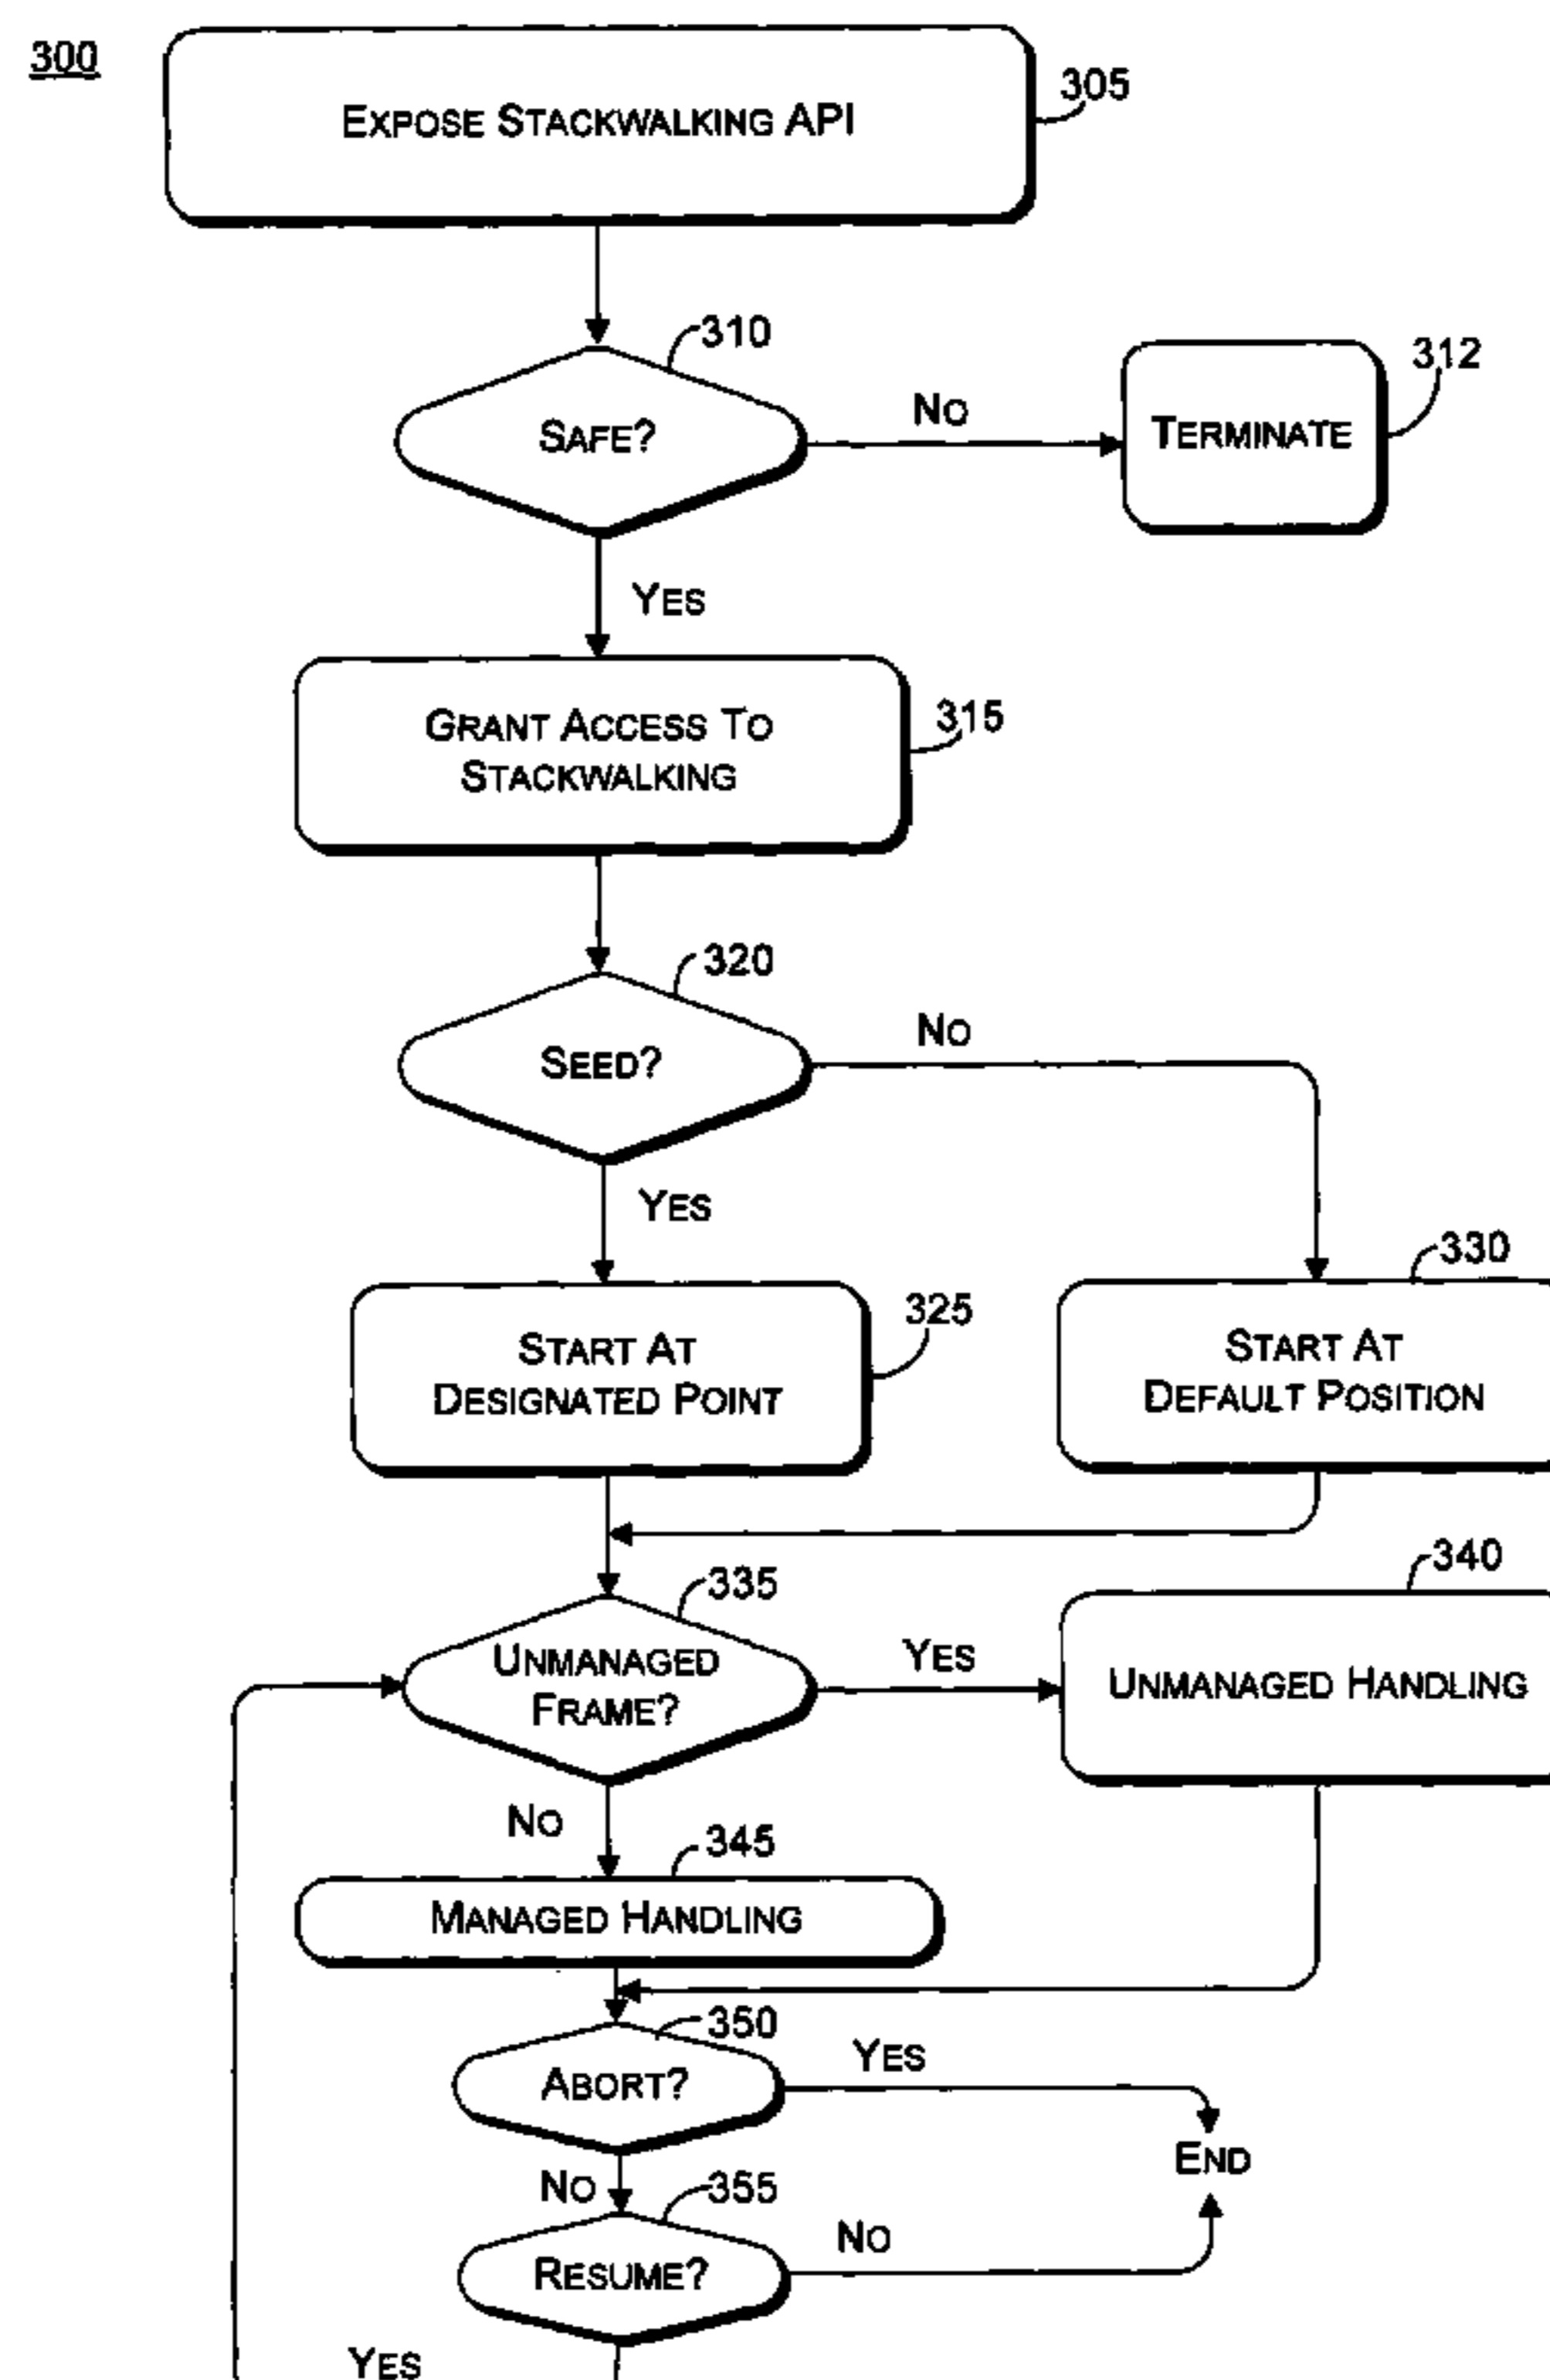 300
EXPOSE STACKWALKING API
305
310
SAFE?
NO
TERMINATE
312
YES
GRANT ACCESS TO
STACKWALKING
315
320
SEED?
NO
YES
START AT
DESIGNATED POINT
325
330
START AT
DEFAULT POSITION
335
UNMANAGED
FRAME?
YES
340
UNMANAGED HANDLING
NO
345
MANAGED HANDLING
350
ABORT?
YES
END
NO
355
RESUME?
NO
YES